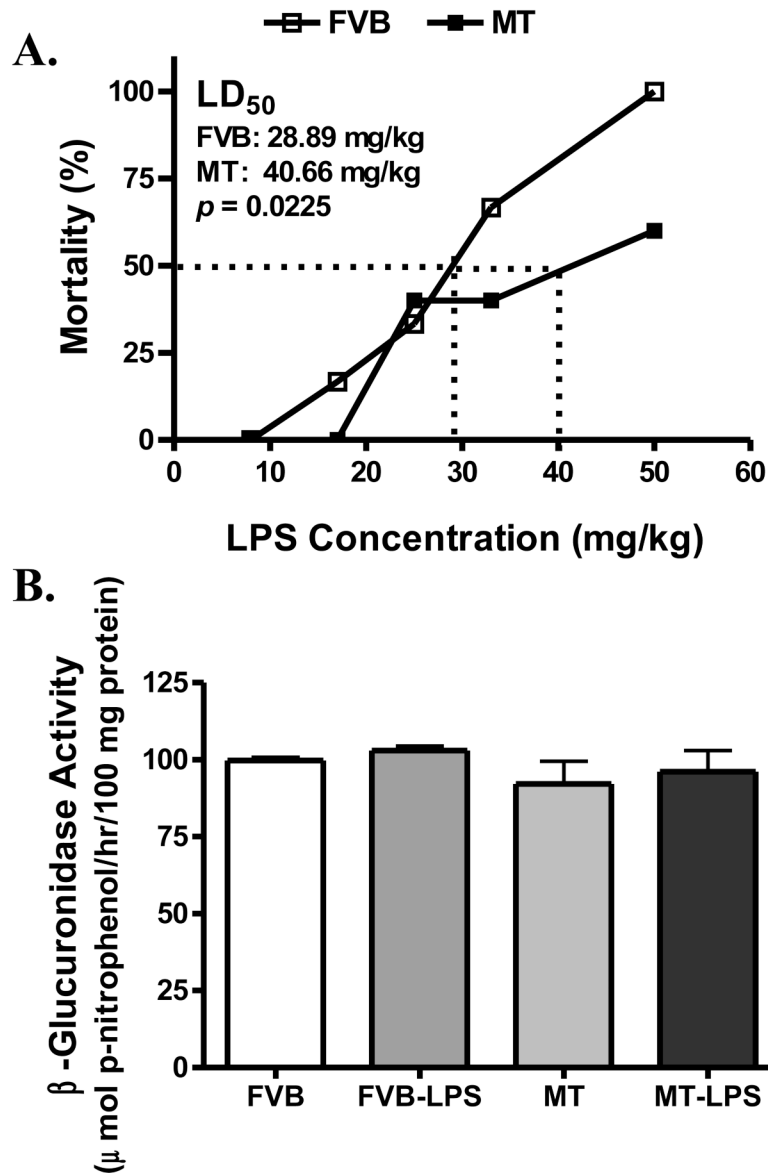 FVB MT
A.
LD50
FVB: 28.89 mg/kg
MT: 40.66 mg/kg
p = 0.0225
Mortality (%)
100
75
50
25
0
0 10 20 30 40 50 60
LPS Concentration (mg/kg)
B.
β-Glucuronidase Activity
(μ mol p-nitrophenol/hr/100 mg protein)
125
100
75
50
25
0
FVB FVB-LPS MT MT-LPS